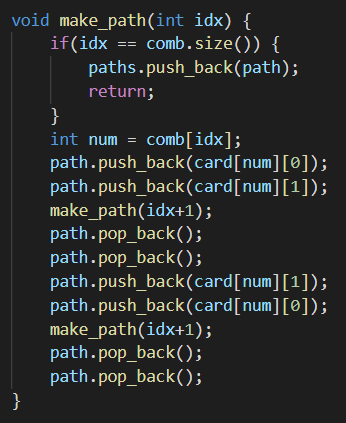 void make_path(int idx) {
    if(idx == comb.size()) {
        paths.push_back(path);
        return;
    }
    int num = comb[idx];
    path.push_back(card[num][0]);
    path.push_back(card[num][1]);
    make_path(idx+1);
    path.pop_back();
    path.pop_back();
    path.push_back(card[num][1]);
    path.push_back(card[num][0]);
    make_path(idx+1);
    path.pop_back();
    path.pop_back();
}